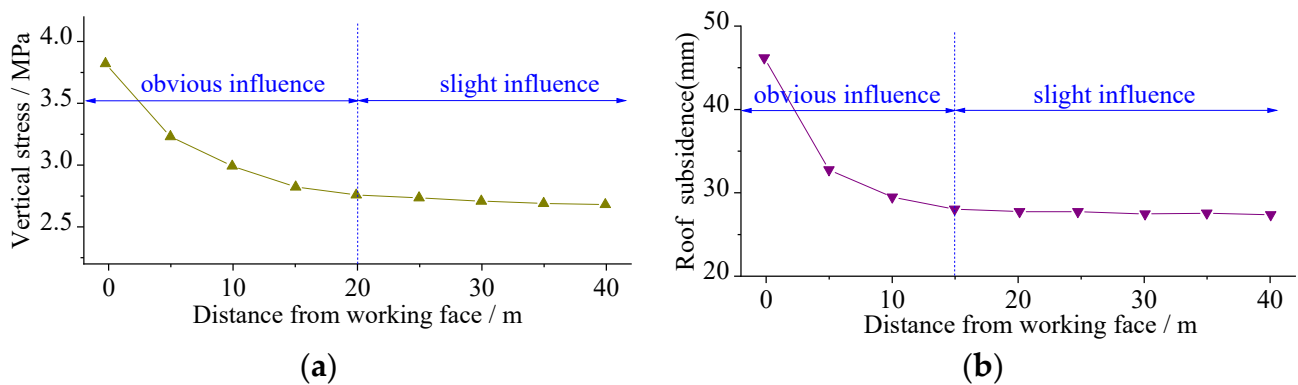 Vertical stress / MPa
4.0
3.5
3.0
2.5
obvious influence
slight influence
0 10 20 30 40
Distance from working face / m
(a)
Roof subsidence(mm)
50
40
30
20
obvious influence
slight influence
0 10 20 30 40
Distance from working face / m
(b)